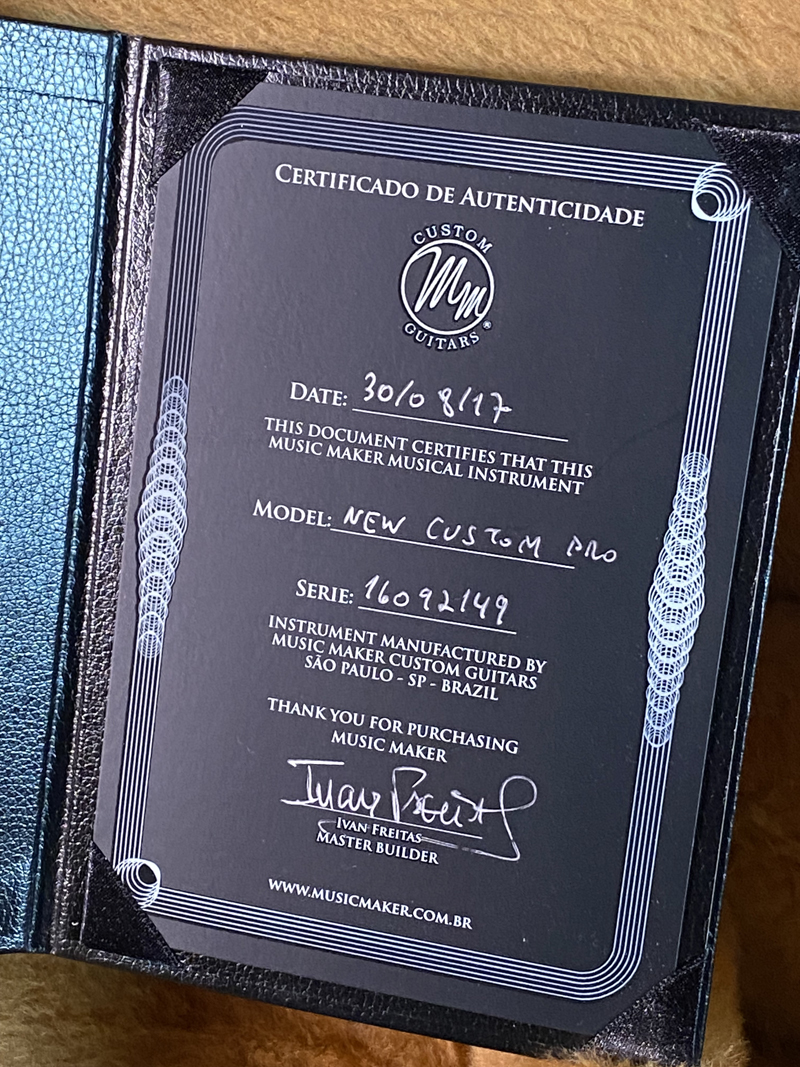 CERTIFICADO DE AUTENTICIDADE
CUSTOM
Mm
GUITARS®
DATE: 30/08/17
THIS DOCUMENT CERTIFIES THAT THIS
MUSIC MAKER MUSICAL INSTRUMENT
MODEL: NEW CUSTOM PRO
SERIE: 16092149
INSTRUMENT MANUFACTURED BY
MUSIC MAKER CUSTOM GUITARS
SÃO PAULO - SP - BRAZIL
THANK YOU FOR PURCHASING
MUSIC MAKER
Ivan Freitas
IVAN FREITAS
MASTER BUILDER
WWW.MUSICMAKER.COM.BR